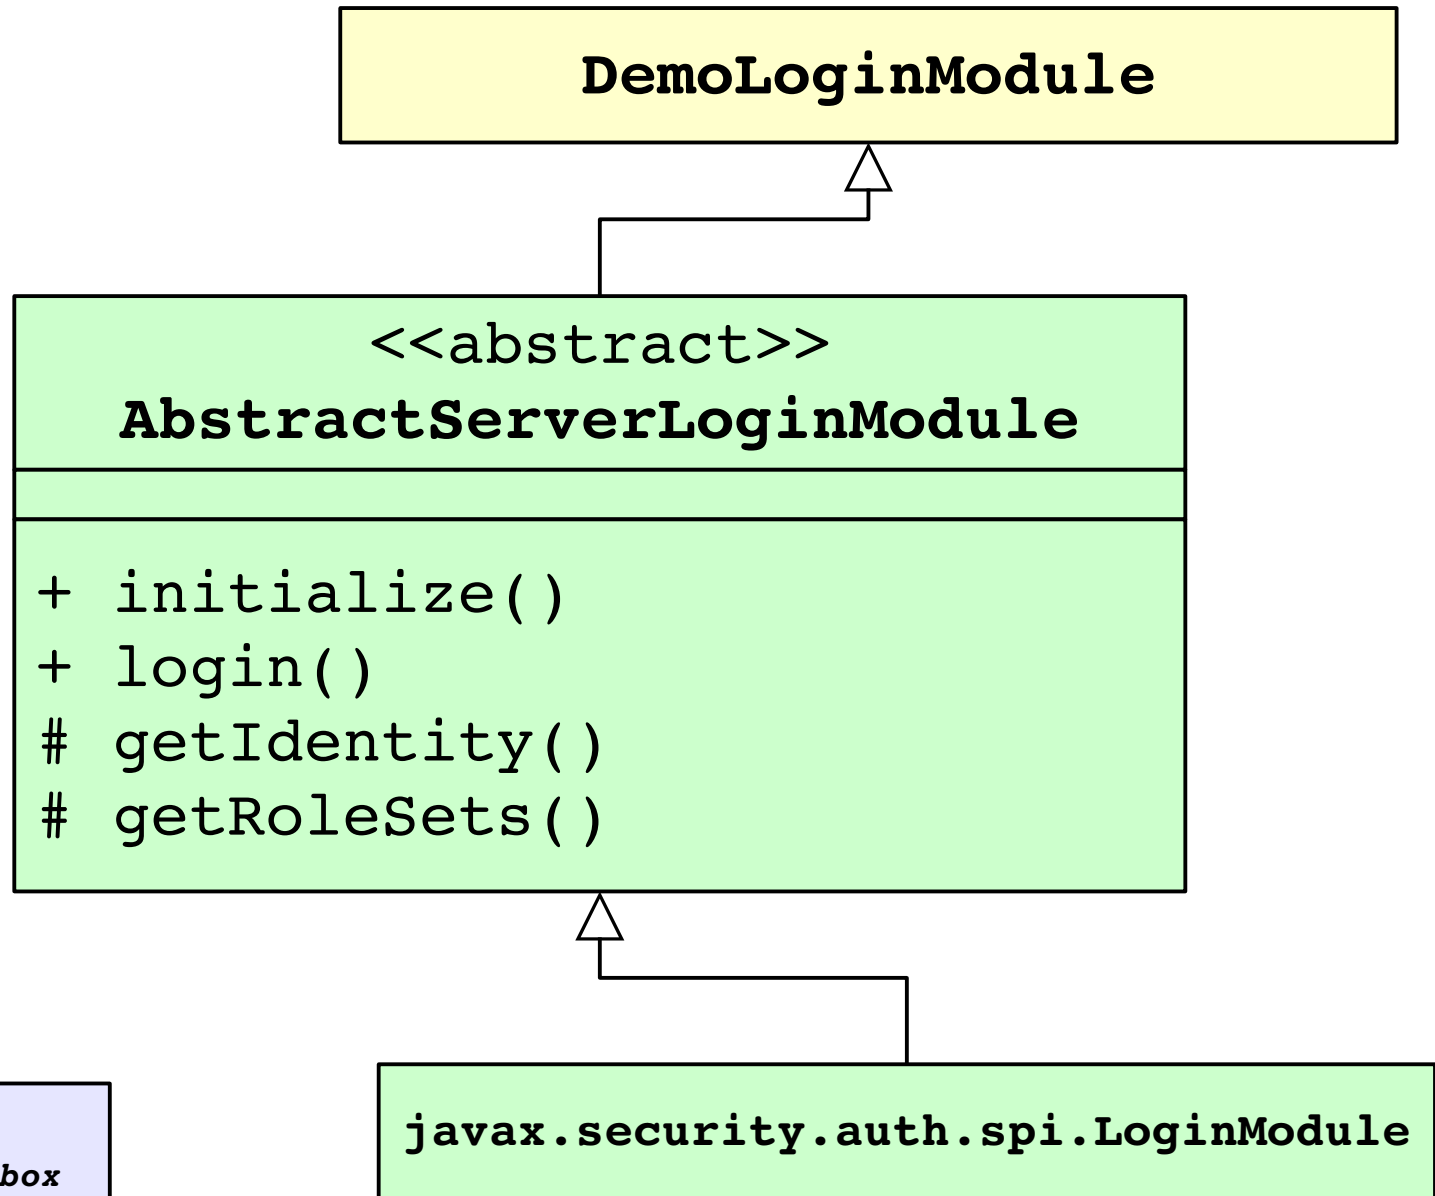 DemoLoginModule
<<abstract>>
AbstractServerLoginModule
+ initialize()
+ login()
# getIdentity()
# getRoleSets()
javax.security.auth.spi.LoginModule
box